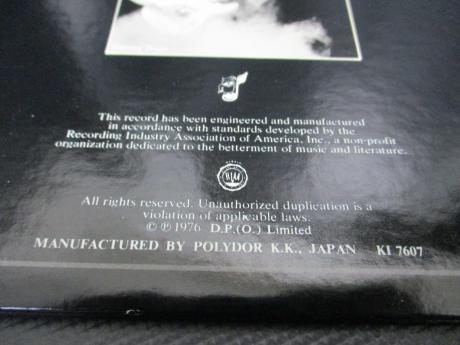 This record has been engineered and manufactured
in accordance with standards developed by the
Recording Industry Association of America, Inc., a non-profit
organization dedicated to the betterment of music and literature.
RIAA
All rights reserved. Unauthorized duplication is a
violation of applicable laws.
© ℗ 1976 D.P.(O.) Limited
MANUFACTURED BY POLYDOR K.K., JAPAN KI 7607